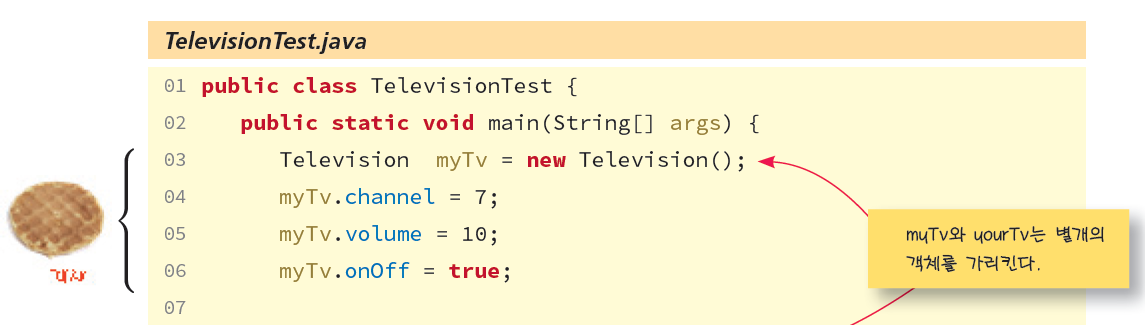 TelevisionTest.java
01 public class TelevisionTest {
02 public static void main(String[] args) {
03 Television myTv = new Television();
04 myTv.channel = 7;
05 myTv.volume = 10;
06 myTv.onOff = true;
07
myTv와 yourTv는 별개의
객체를 가리킨다.